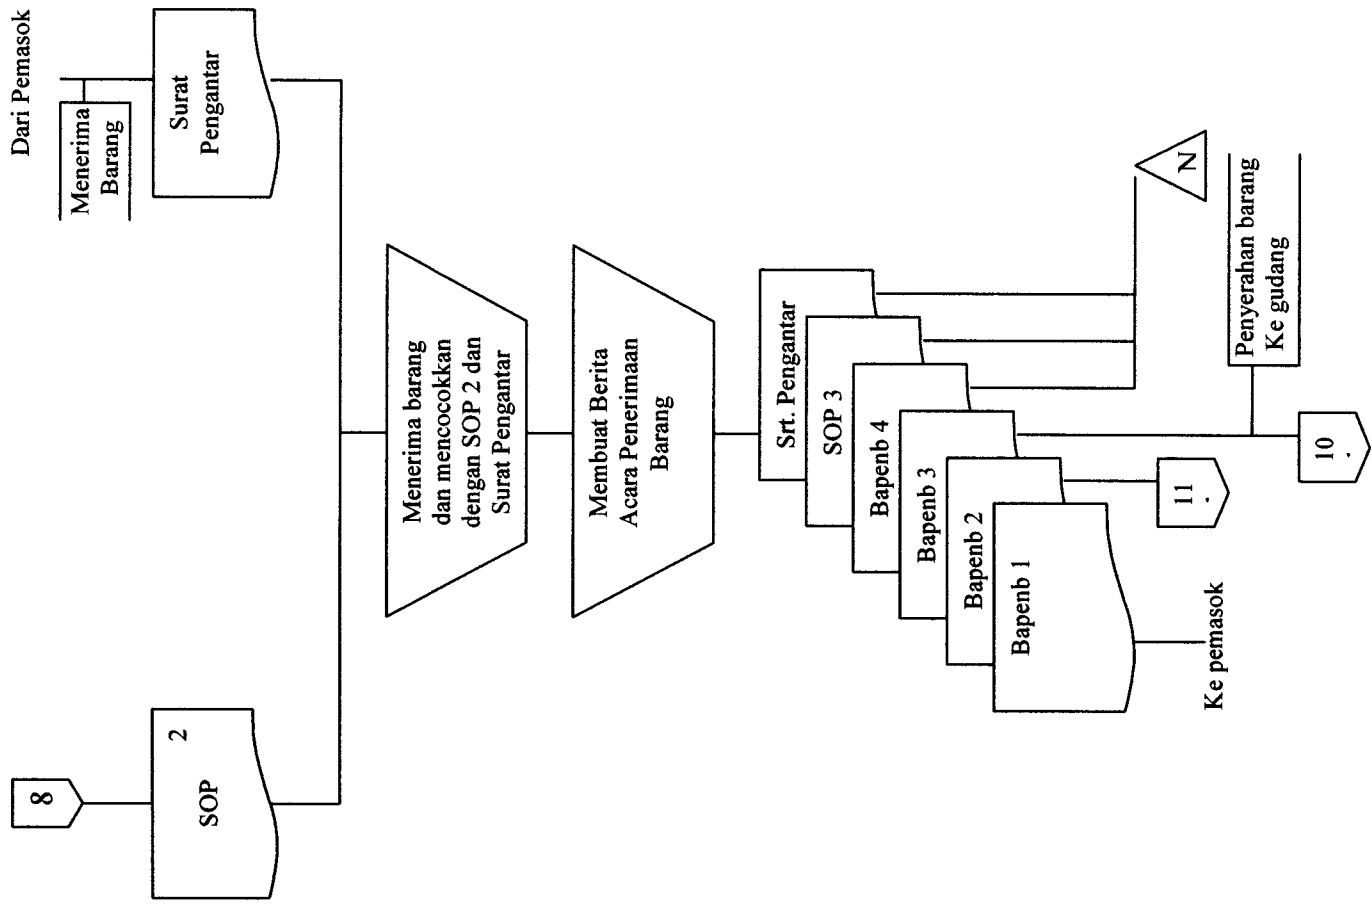 Dari Pemasok
Menerima
Barang
Surat
Pengantar
8
2
SOP
Menerima barang
dan mencocokkan
dengan SOP 2 dan
Surat Pengantar
Membuat Berita
Acara Penerimaan
Barang
Srt. Pengantar
SOP 3
Bapenb 4
Bapenb 3
Bapenb 2
Bapenb 1
N
Penyerahan barang
Ke gudang
11
.
10
.
Ke pemasok